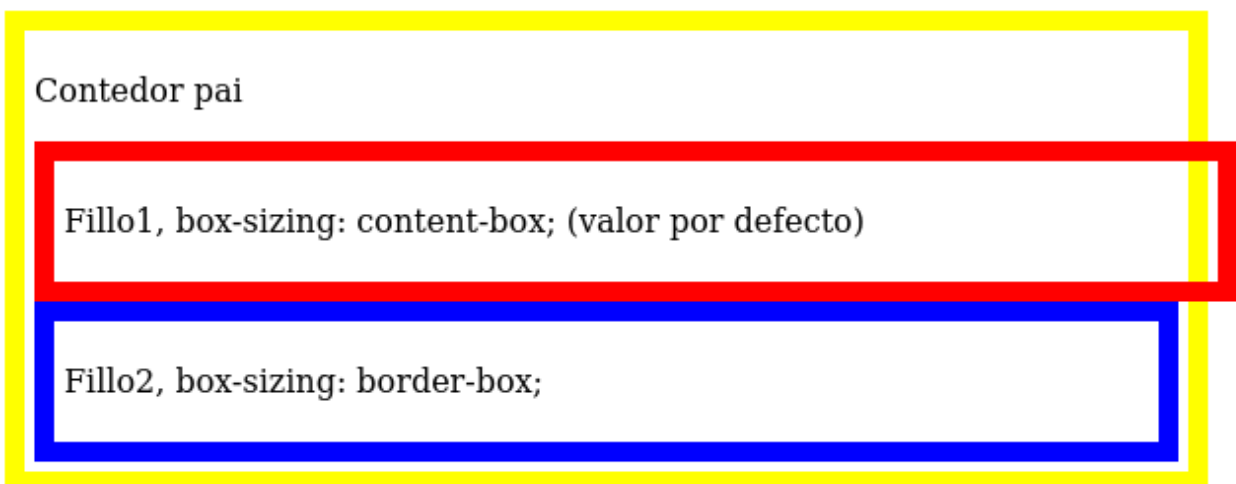 Contedor pai
Fillo1, box-sizing: content-box; (valor por defecto)
Fillo2, box-sizing: border-box;